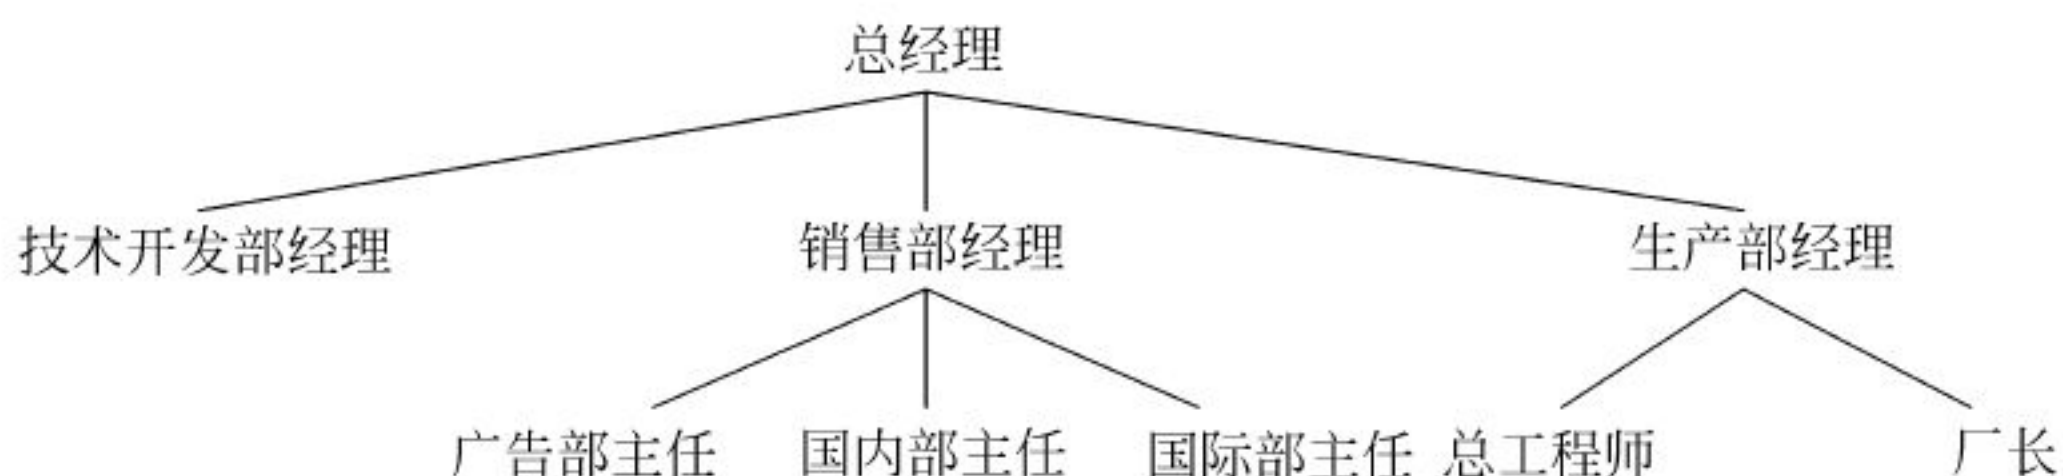 总经理
技术开发部经理 销售部经理 生产部经理
广告部主任 国内部主任 国际部主任 总工程师 厂长